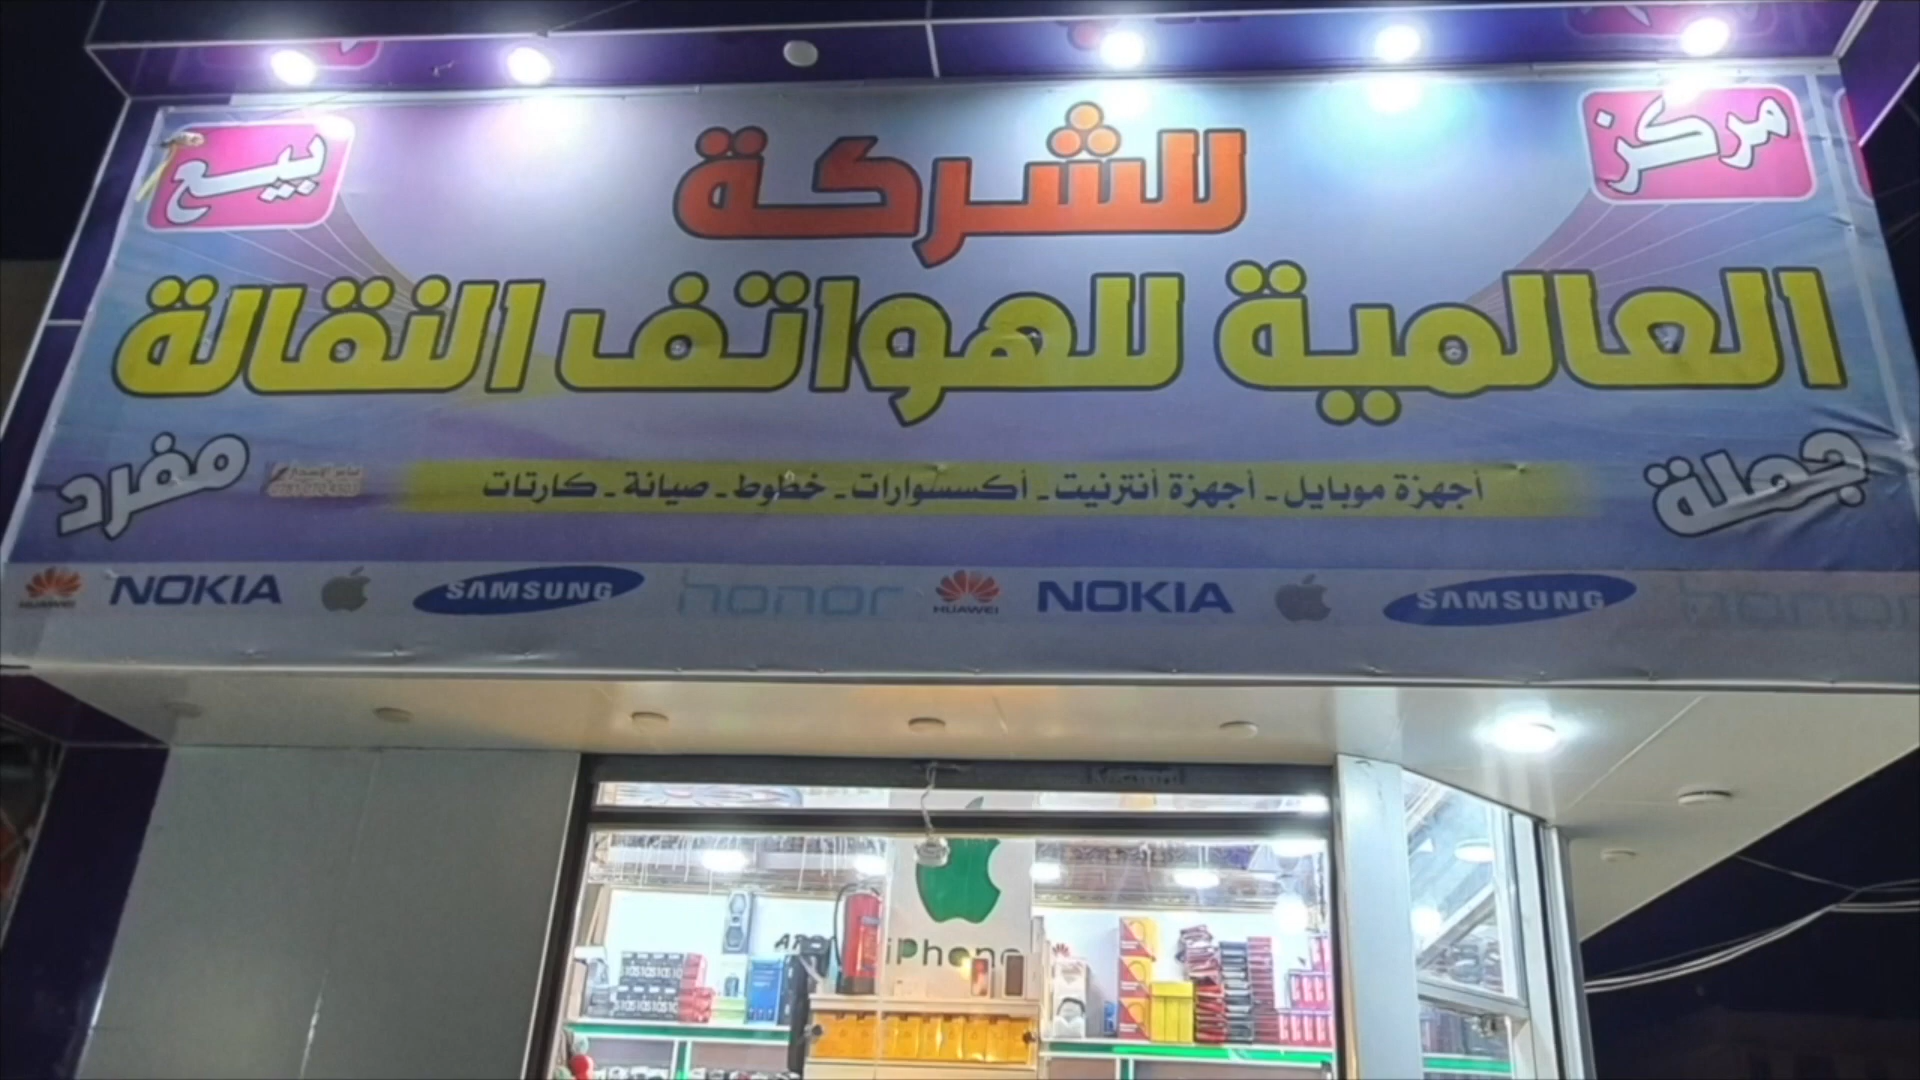 مركز بيع
للشركة
العالمية للهواتف النقالة
جملة مفرد
أجهزة موبايل - أجهزة أنترنيت - أكسسوارات - خطوط - صيانة - كارتات
HUAWEI NOKIA SAMSUNG honor HUAWEI NOKIA SAMSUNG honor
iPhone